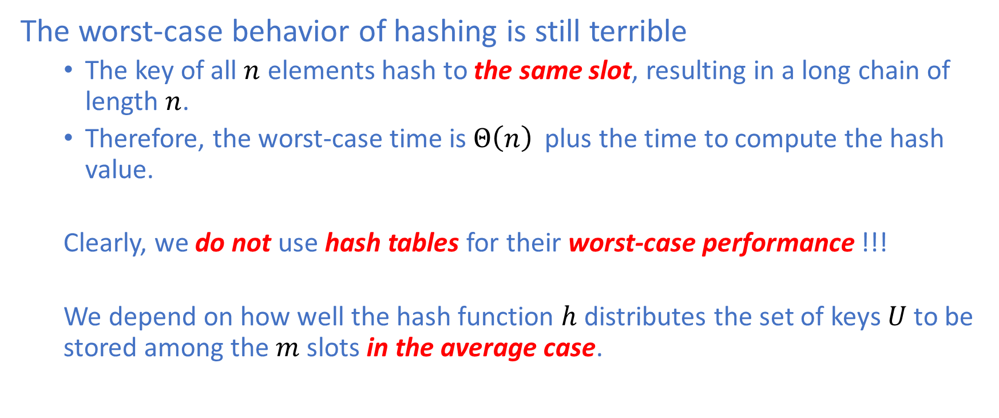 The worst-case behavior of hashing is still terrible
• The key of all n elements hash to the same slot, resulting in a long chain of
length n.
• Therefore, the worst-case time is Θ(n) plus the time to compute the hash
value.
Clearly, we do not use hash tables for their worst-case performance !!!
We depend on how well the hash function h distributes the set of keys U to be
stored among the m slots in the average case.